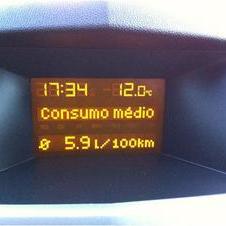 17:34 -12.0°C
Consumo médio
Ø 5.9 l/100km